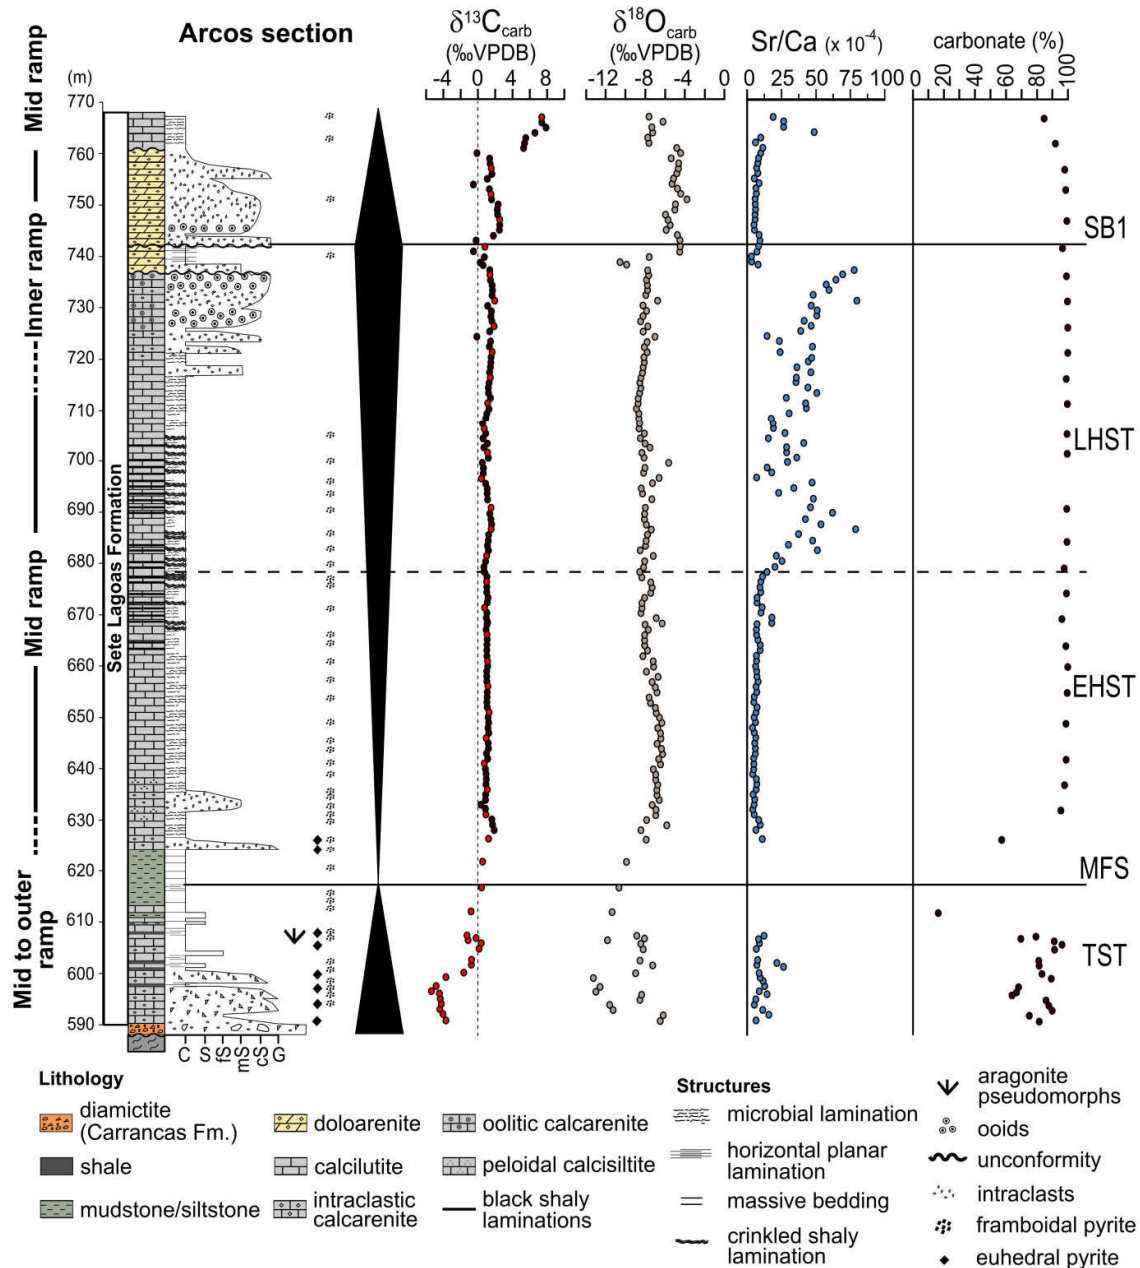 Arcos section
δ13Ccarb
(‰VPDB)
δ18Ocarb
(‰VPDB)
Sr/Ca (x 10-4)
carbonate (%)
(m)
-4 0 4 8
-12 -8 -4 0
0 25 50 75 100
0 20 40 60 80 100
770
760
750
740
730
720
710
700
690
680
670
660
650
640
630
620
610
600
590
Mid ramp
Inner ramp
Mid ramp
Mid to outer
ramp
Sete Lagoas Formation
SB1
LHST
EHST
MFS
TST
C S fS mS cS G
Lithology
diamictite
(Carrancas Fm.)
shale
mudstone/siltstone
doloarenite
calcilutite
intraclastic
calcarenite
oolitic calcarenite
peloidal calcisiltite
black shaly
laminations
Structures
microbial lamination
horizontal planar
lamination
massive bedding
crinkled shaly
lamination
aragonite
pseudomorphs
ooids
unconformity
intraclasts
framboidal pyrite
euhedral pyrite